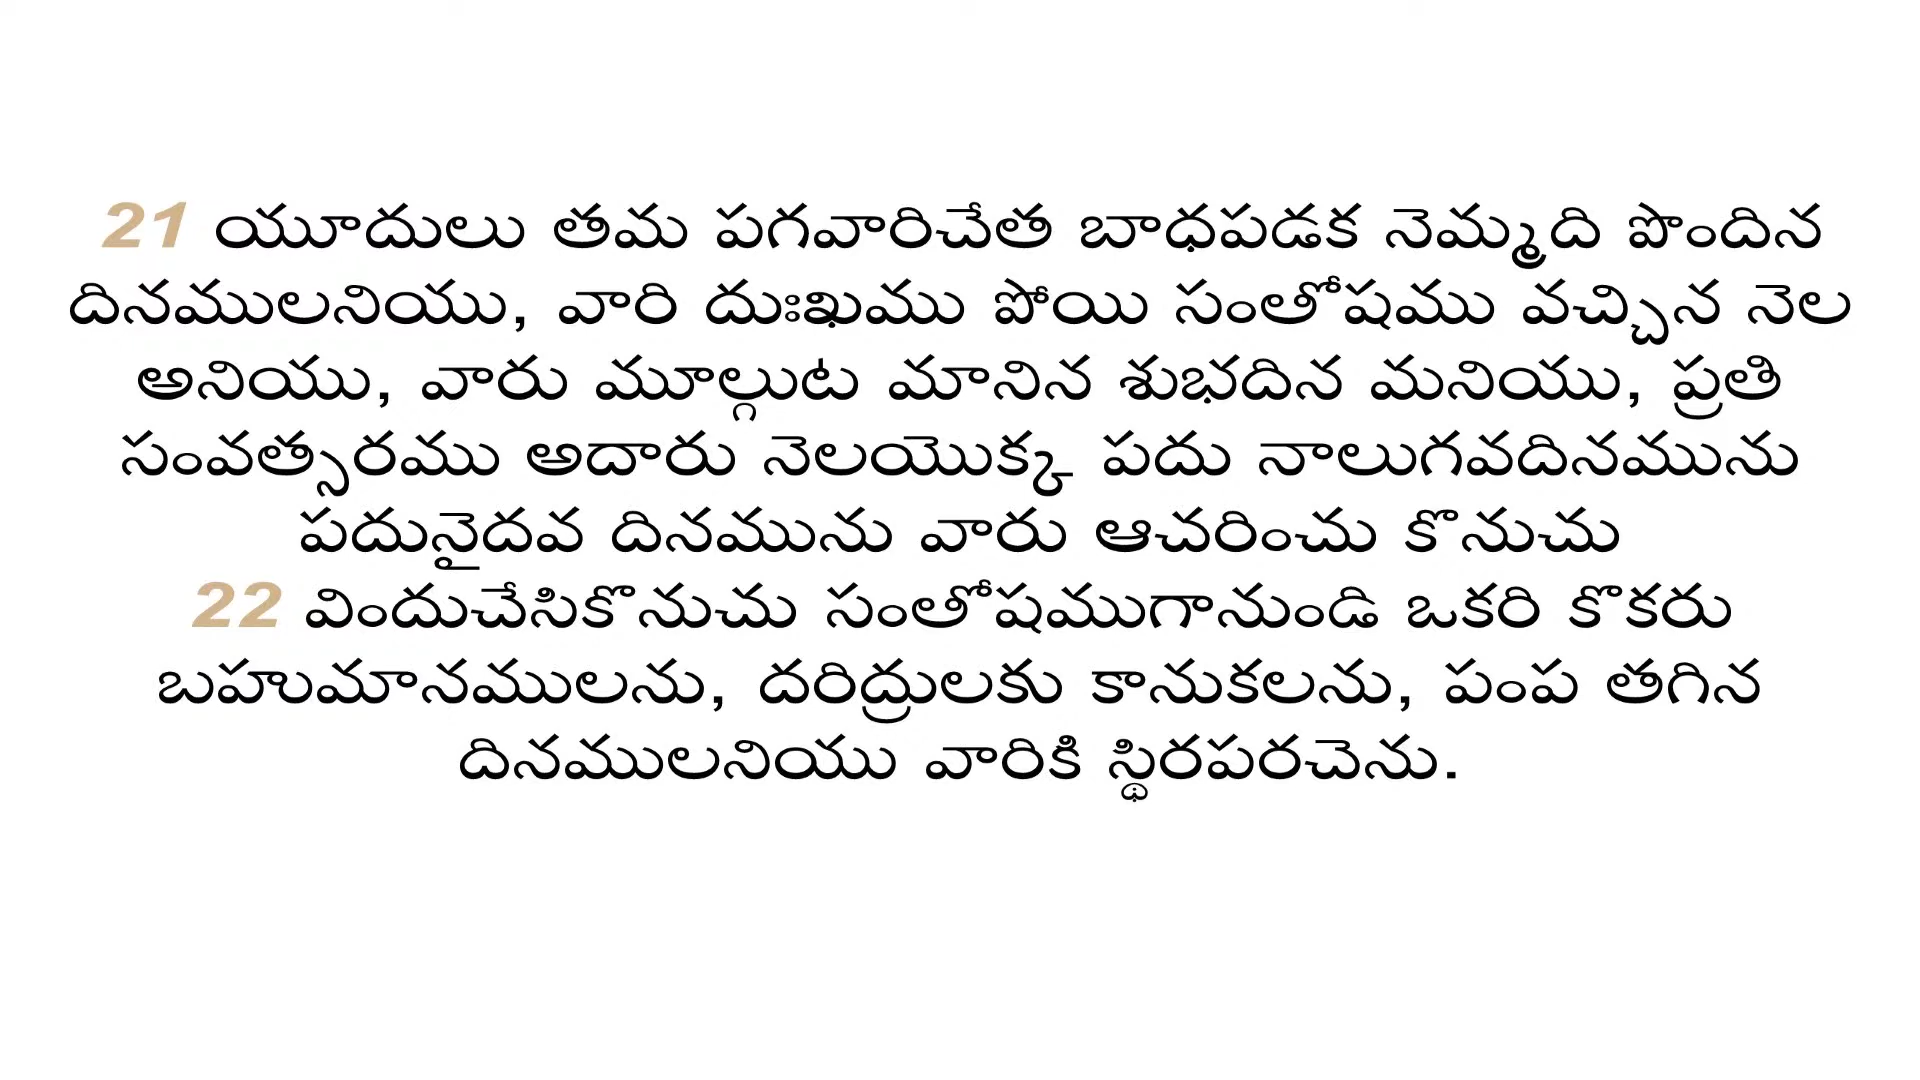 21 యూదులు తమ పగవారిచేత బాధపడక నెమ్మది పొందిన
దినములనియు, వారి దుఃఖము పోయి సంతోషము వచ్చిన నెల
అనియు, వారు మూల్గుట మానిన శుభదిన మనియు, ప్రతి
సంవత్సరము అదారు నెలయొక్క పదు నాలుగవదినమును
పదునైదవ దినమును వారు ఆచరించు కొనుచు
22 విందుచేసికొనుచు సంతోషముగానుండి ఒకరి కొకరు
బహుమానములను, దరిద్రులకు కానుకలను, పంప తగిన
దినములనియు వారికి స్థిరపరచెను.